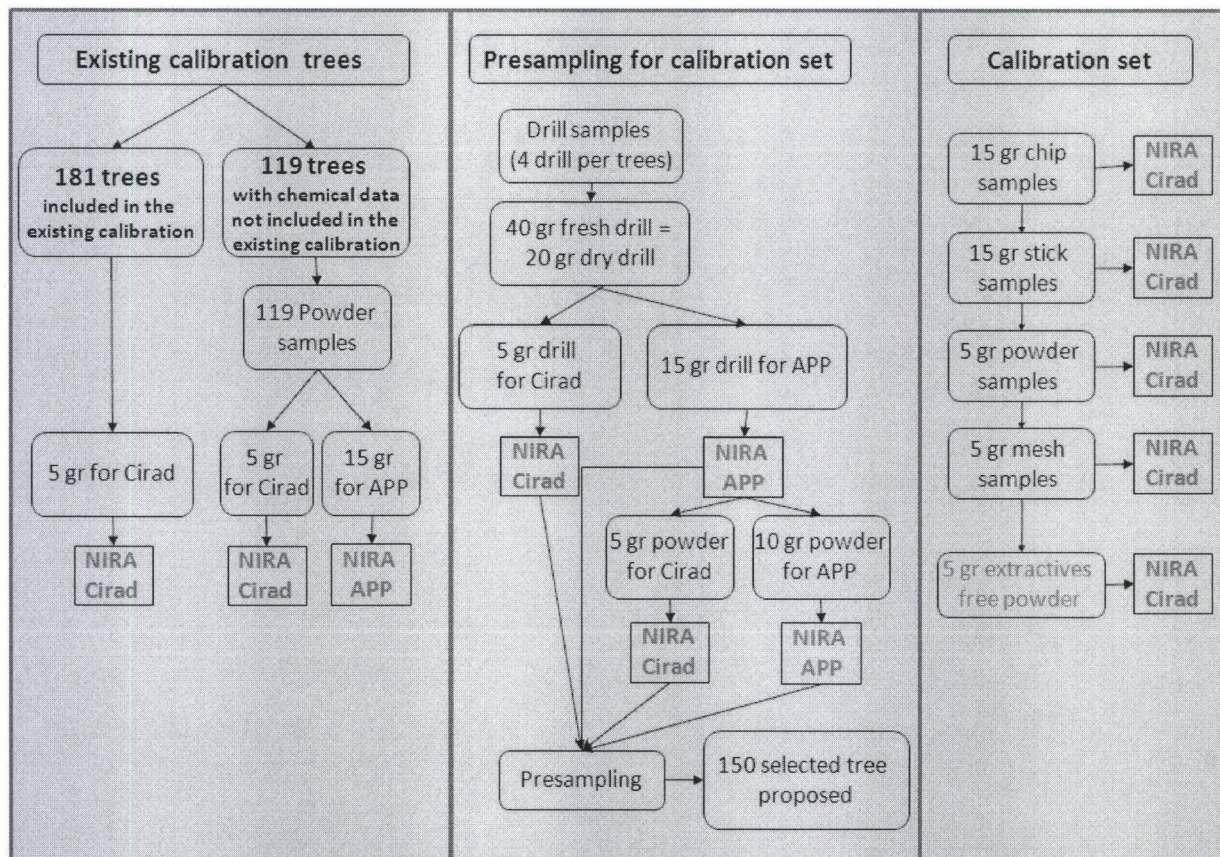 Existing calibration trees
181 trees
included in the
existing calibration
119 trees
with chemical data
not included in the
existing calibration
119 Powder
samples
5 gr for Cirad
5 gr
for Cirad
15 gr
for APP
NIRA
Cirad
NIRA
Cirad
NIRA
APP
Presampling for calibration set
Drill samples
(4 drill per trees)
40 gr fresh drill =
20 gr dry drill
5 gr drill
for Cirad
15 gr drill for APP
NIRA
Cirad
NIRA
APP
5 gr powder
for Cirad
10 gr powder
for APP
NIRA
Cirad
NIRA
APP
Presampling
150 selected tree
proposed
Calibration set
15 gr chip
samples
NIRA
Cirad
15 gr stick
samples
NIRA
Cirad
5 gr powder
samples
NIRA
Cirad
5 gr mesh
samples
NIRA
Cirad
5 gr extractives
free powder
NIRA
Cirad